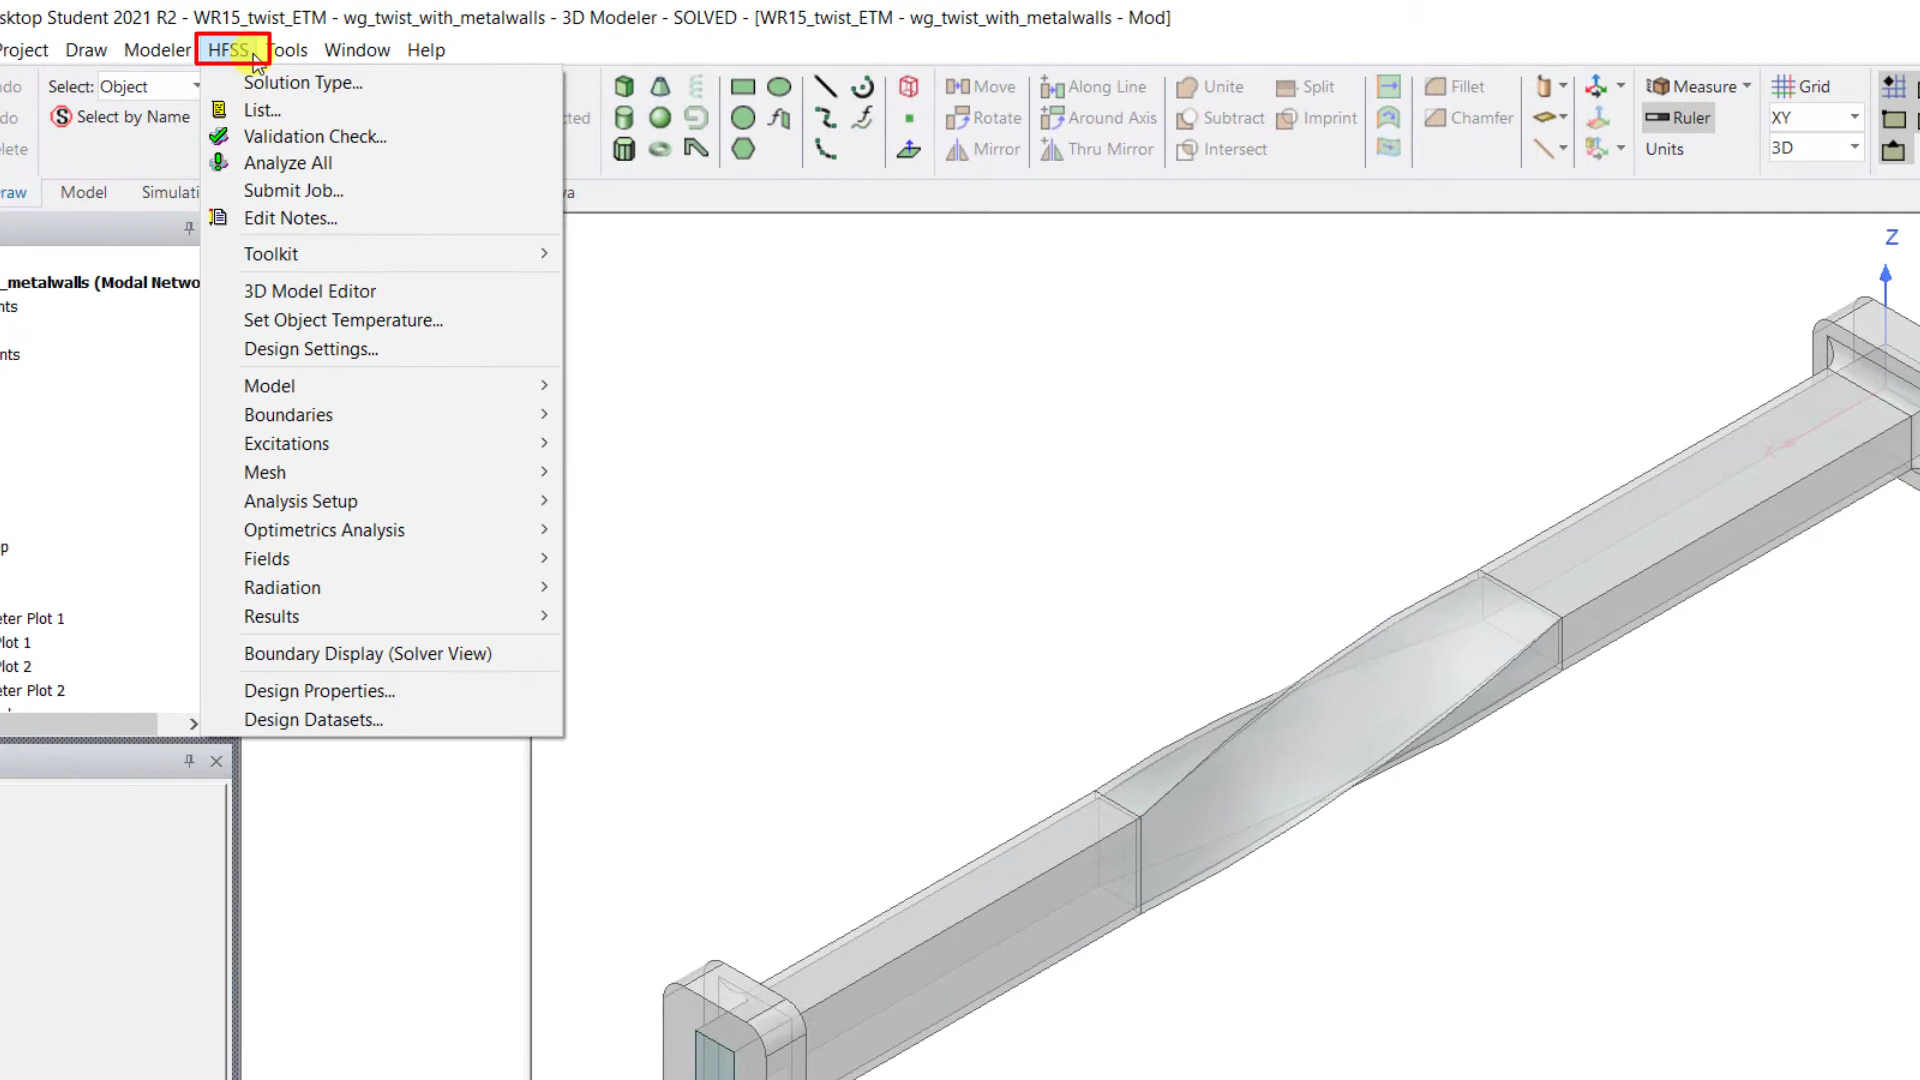 sktop Student 2021 R2 - WR15_twist_ETM - wg_twist_with_metalwalls - 3D Modeler - SOLVED - [WR15_twist_ETM - wg_twist_with_metalwalls - Mod]
Project Draw Modeler HFSS Tools Window Help
Select: Object
Select by Name
Solution Type...
List...
Validation Check...
Analyze All
Submit Job...
Edit Notes...
Toolkit
3D Model Editor
Set Object Temperature...
Design Settings...
Model
Boundaries
Excitations
Mesh
Analysis Setup
Optimetrics Analysis
Fields
Radiation
Results
Boundary Display (Solver View)
Design Properties...
Design Datasets...
Move Along Line Unite Split Fillet Measure Grid
Rotate Around Axis Subtract Imprint Chamfer Ruler XY
Mirror Thru Mirror Intersect Units 3D
raw Model Simulati
_metalwalls (Modal Netwo
nts
nts
p
eter Plot 1
Plot 1
lot 2
eter Plot 2
Z
X